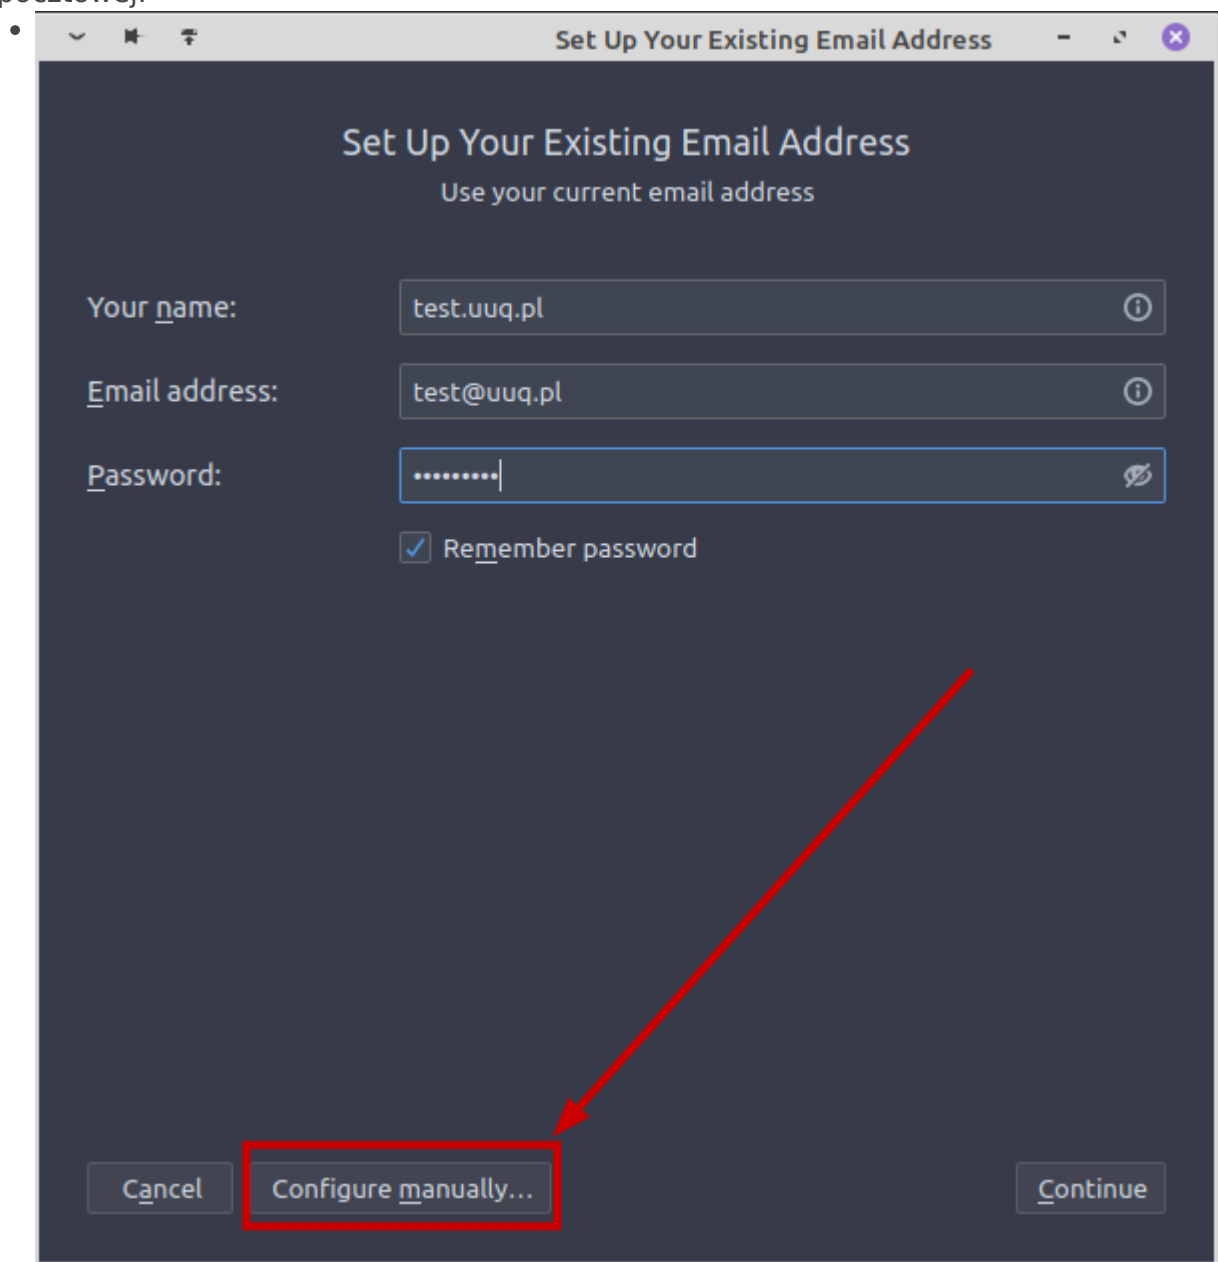 Set Up Your Existing Email Address
Set Up Your Existing Email Address
Use your current email address
Your name:
test.uuq.pl
Email address:
test@uuq.pl
Password:
•••••••••
Remember password
Cancel
Configure manually...
Continue